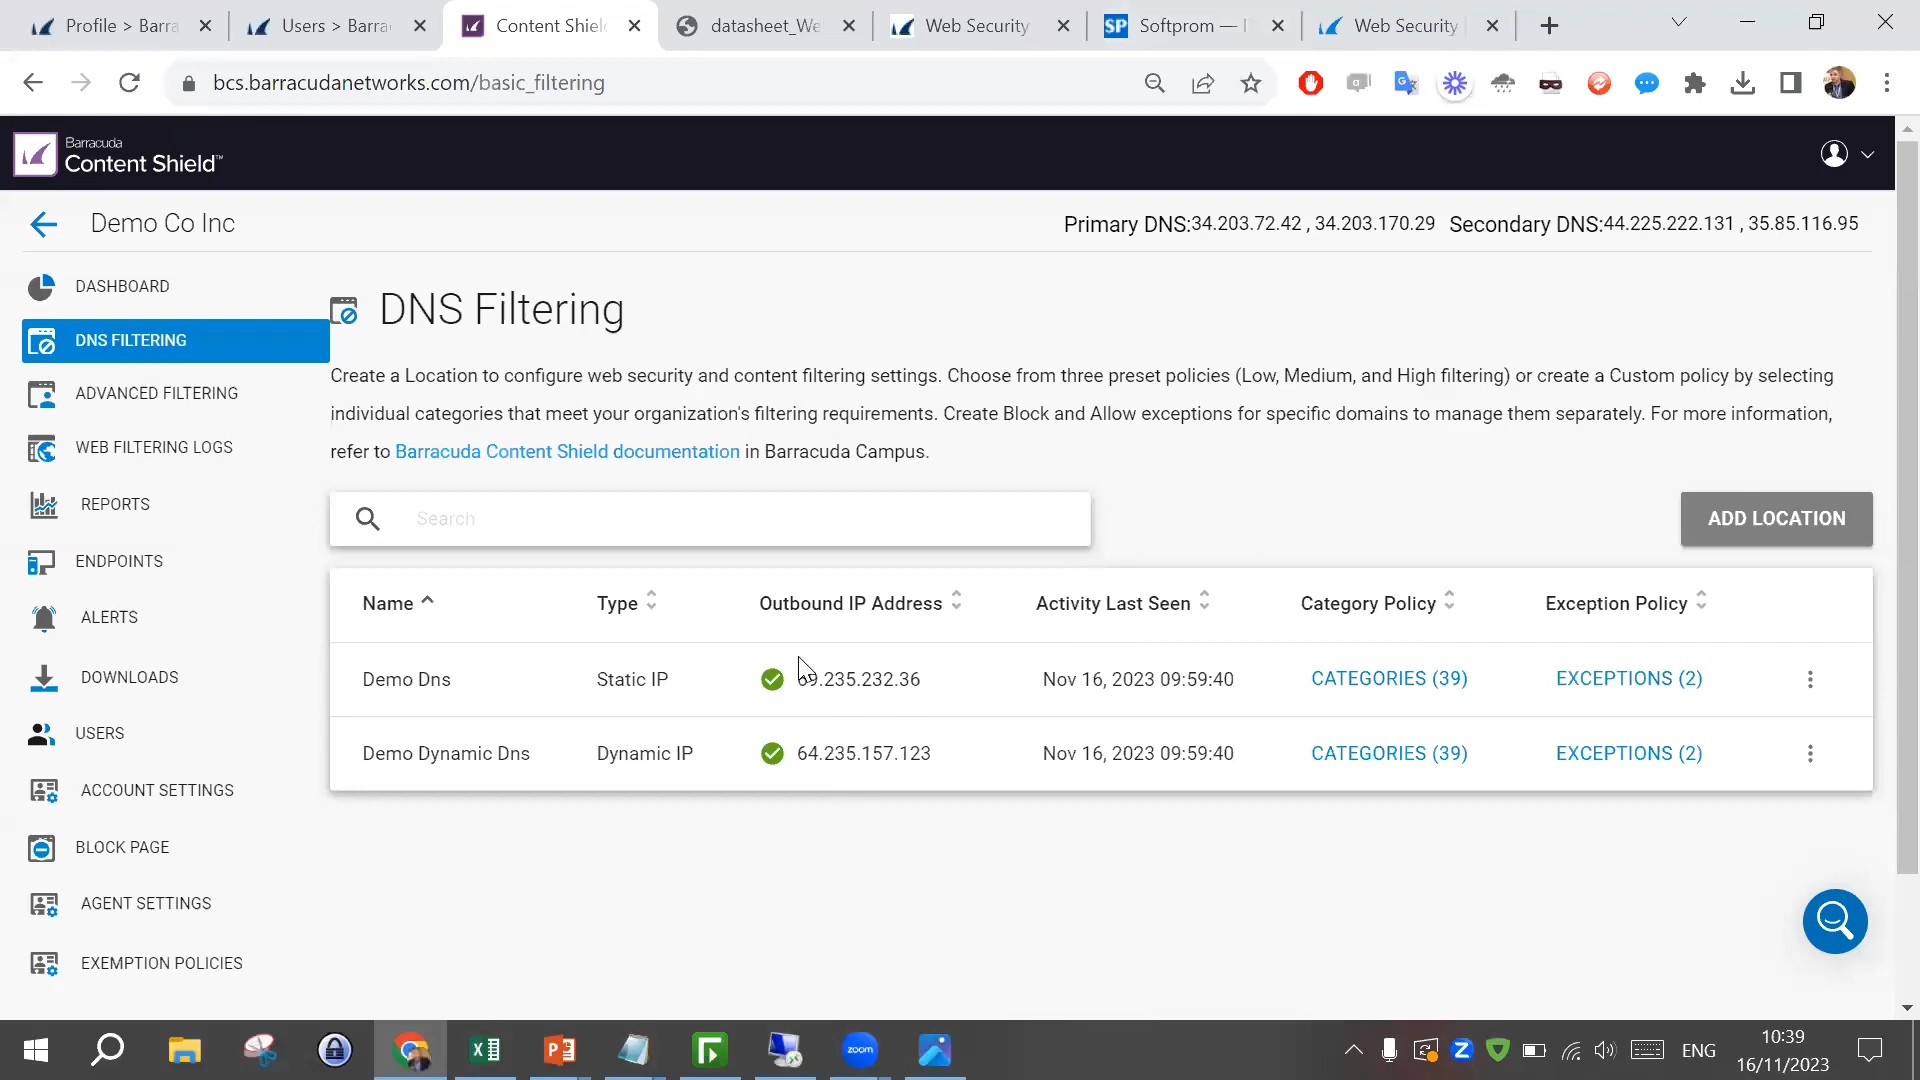 Profile > Barra
Users > Barra
Content Shiel
datasheet_We
Web Security
SP
Softprom — IT
Web Security
bcs.barracudanetworks.com/basic_filtering
Barracuda
Content Shield™
Demo Co Inc
Primary DNS:34.203.72.42 , 34.203.170.29 Secondary DNS:44.225.222.131 , 35.85.116.95
DASHBOARD
DNS FILTERING
ADVANCED FILTERING
WEB FILTERING LOGS
REPORTS
ENDPOINTS
ALERTS
DOWNLOADS
USERS
ACCOUNT SETTINGS
BLOCK PAGE
AGENT SETTINGS
EXEMPTION POLICIES
DNS Filtering
Create a Location to configure web security and content filtering settings. Choose from three preset policies (Low, Medium, and High filtering) or create a Custom policy by selecting
individual categories that meet your organization's filtering requirements. Create Block and Allow exceptions for specific domains to manage them separately. For more information,
refer to Barracuda Content Shield documentation in Barracuda Campus.
Search
ADD LOCATION
Name Type Outbound IP Address Activity Last Seen Category Policy Exception Policy
Demo Dns Static IP .235.232.36 Nov 16, 2023 09:59:40 CATEGORIES (39) EXCEPTIONS (2)
Demo Dynamic Dns Dynamic IP 64.235.157.123 Nov 16, 2023 09:59:40 CATEGORIES (39) EXCEPTIONS (2)
zoom
ENG
10:39
16/11/2023